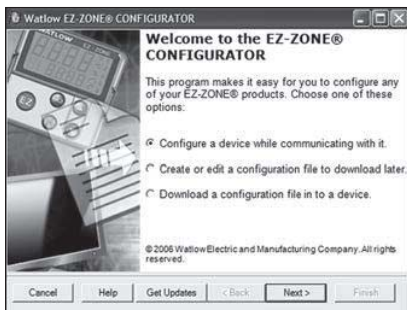 Watlow EZ-ZONE® CONFIGURATOR
Welcome to the EZ-ZONE®
CONFIGURATOR
This program makes it easy for you to configure any
of your EZ-ZONE® products. Choose one of these
options:
Configure a device while communicating with it.
Create or edit a configuration file to download later.
Download a configuration file in to a device.
©2006 Watlow Electric and Manufacturing Company. All rights
reserved.
Cancel
Help
Get Updates
< Back
Next >
Finish
WATLOW
EZ